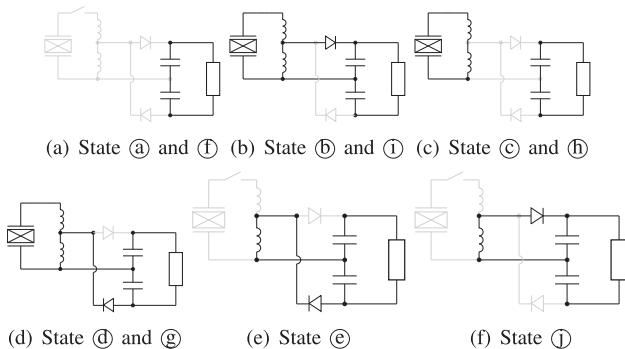 (a) State ⓐ and ⓕ (b) State ⓑ and ⓘ (c) State ⓒ and ⓗ
(d) State ⓓ and ⓖ (e) State ⓔ (f) State ⓙ